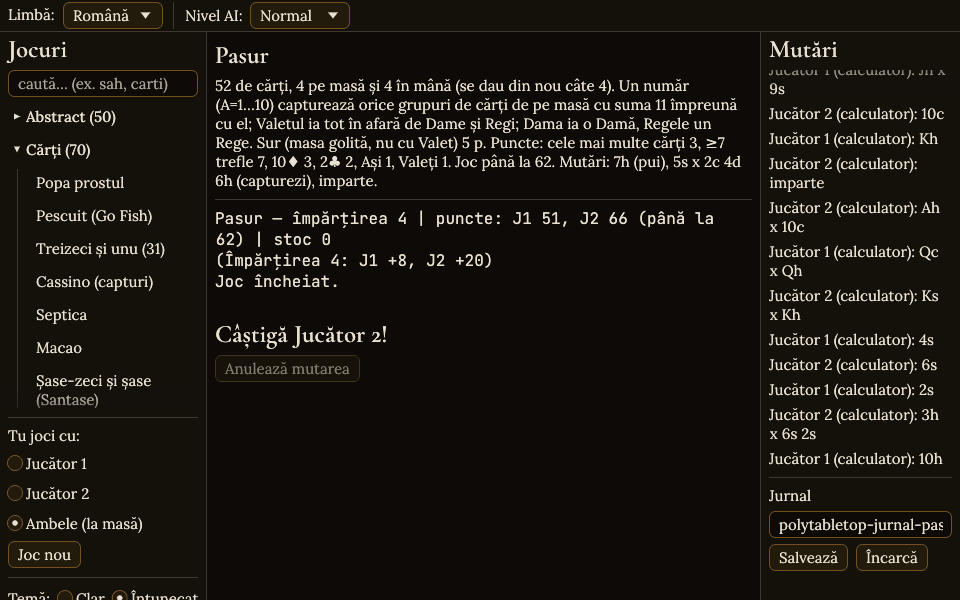 Limbă: Română Nivel AI: Normal
Jocuri
caută... (ex. sah, carti)
Abstract (50)
Cărți (70)
Popa prostul
Pescuit (Go Fish)
Treizeci și unu (31)
Cassino (capturi)
Septica
Macao
Șase-zeci și șase
(Santase)
Tu joci cu:
Jucător 1
Jucător 2
Ambele (la masă)
Joc nou
Temă: Clar Întunecat
Pasur
52 de cărți, 4 pe masă și 4 în mână (se dau din nou câte 4). Un număr
(A=1...10) capturează orice grupuri de cărți de pe masă cu suma 11 împreună
cu el; Valetul ia tot în afară de Dame și Regi; Dama ia o Damă, Regele un
Rege. Sur (masa golită, nu cu Valet) 5 p. Puncte: cele mai multe cărți 3, ≥7
trefle 7, 10♦ 3, 2♣ 2, Ași 1, Valeți 1. Joc până la 62. Mutări: 7h (pui), 5s x 2c 4d
6h (capturezi), imparte.
Pasur — împărțirea 4 | puncte: J1 51, J2 66 (până la
62) | stoc 0
(Împărțirea 4: J1 +8, J2 +20)
Joc încheiat.
Câștigă Jucător 2!
Anulează mutarea
Mutări
Jucător 1 (calculator): Jh x
9s
Jucător 2 (calculator): 10c
Jucător 1 (calculator): Kh
Jucător 2 (calculator):
imparte
Jucător 2 (calculator): Ah
x 10c
Jucător 1 (calculator): Qc
x Qh
Jucător 2 (calculator): Ks
x Kh
Jucător 1 (calculator): 4s
Jucător 2 (calculator): 6s
Jucător 1 (calculator): 2s
Jucător 2 (calculator): 3h
x 6s 2s
Jucător 1 (calculator): 10h
Jurnal
polytabletop-jurnal-pas
Salvează Încarcă